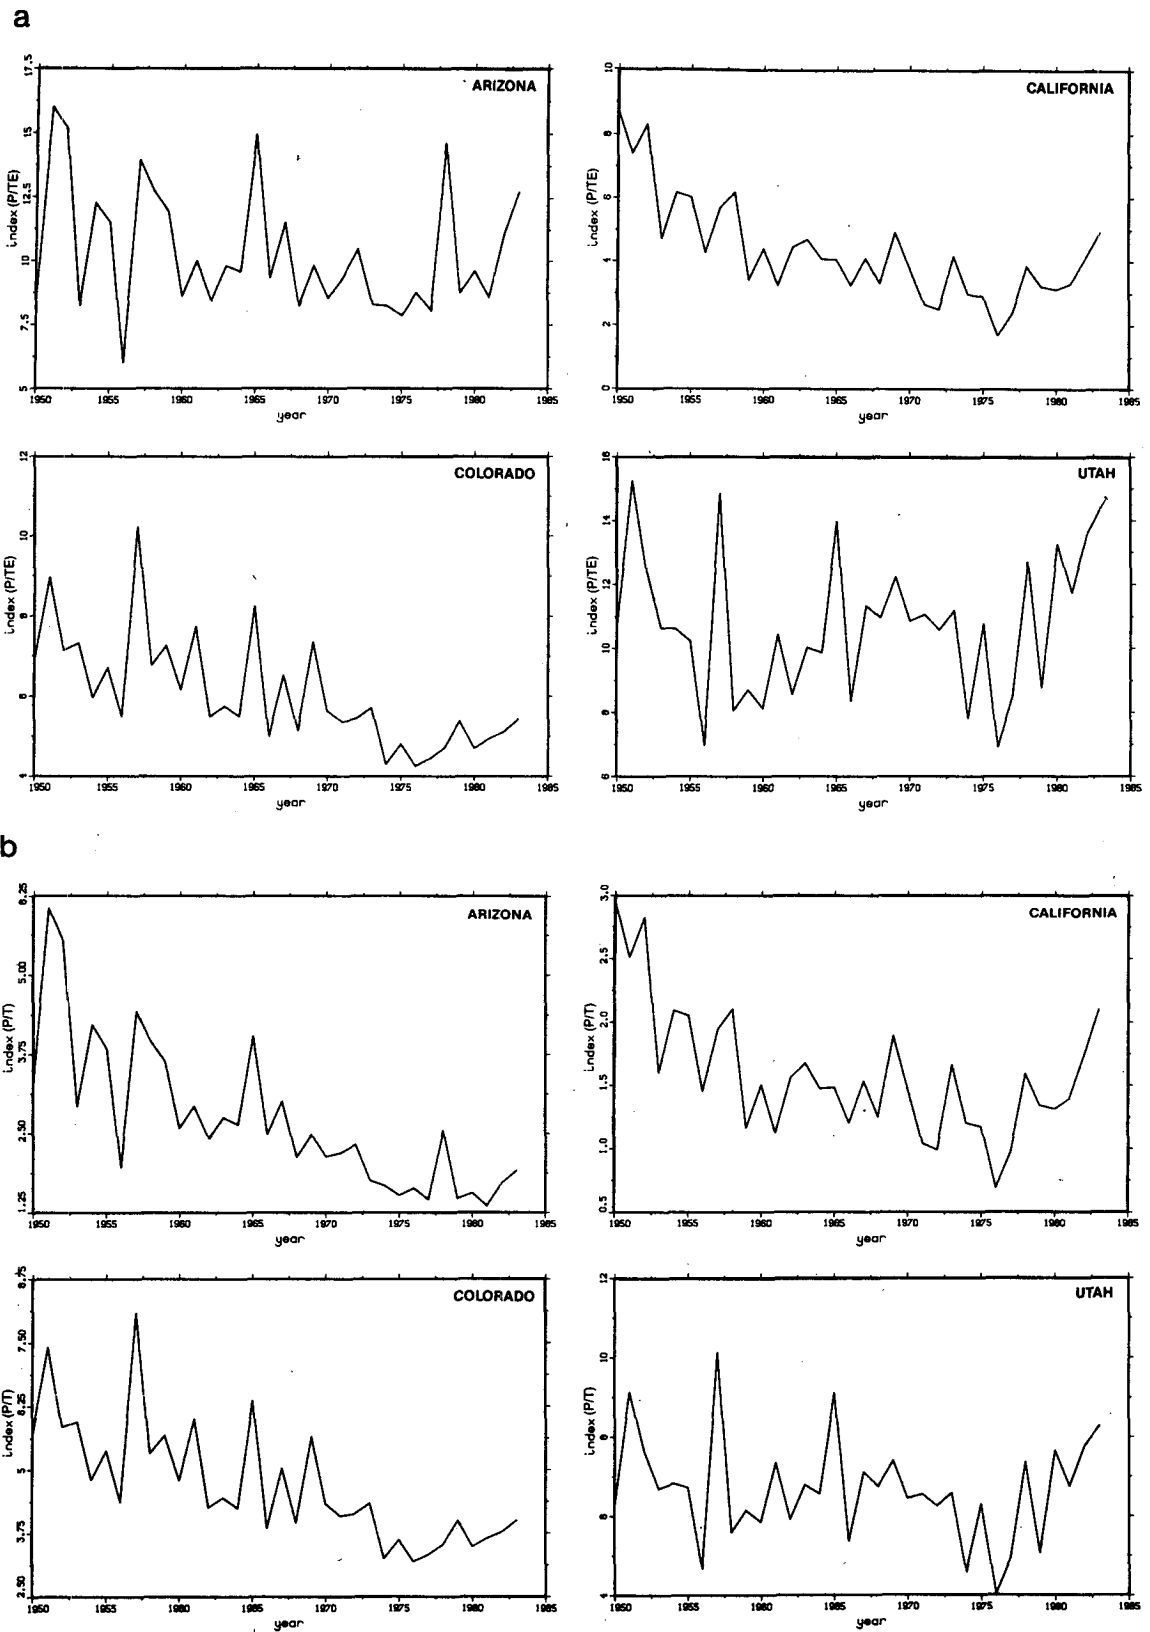 a
ARIZONA
index (P/TE)
17.5
15
12.5
10
7.5
5
1950 1955 1960 1965 1970 1975 1980 1985
year
CALIFORNIA
index (P/TE)
10
8
6
4
2
0
1950 1955 1960 1965 1970 1975 1980 1985
year
COLORADO
index (P/TE)
12
10
8
6
4
1950 1955 1960 1965 1970 1975 1980 1985
year
UTAH
index (P/TE)
16
14
12
10
8
6
1950 1955 1960 1965 1970 1975 1980 1985
year
b
ARIZONA
index (P/T)
6.25
5.00
3.75
2.50
1.25
1950 1955 1960 1965 1970 1975 1980 1985
year
CALIFORNIA
index (P/T)
3.0
2.5
2.0
1.5
1.0
0.5
1950 1955 1960 1965 1970 1975 1980 1985
year
COLORADO
index (P/T)
8.75
7.50
6.25
5
3.75
2.50
1950 1955 1960 1965 1970 1975 1980 1985
year
UTAH
index (P/T)
12
10
8
6
4
1950 1955 1960 1965 1970 1975 1980 1985
year